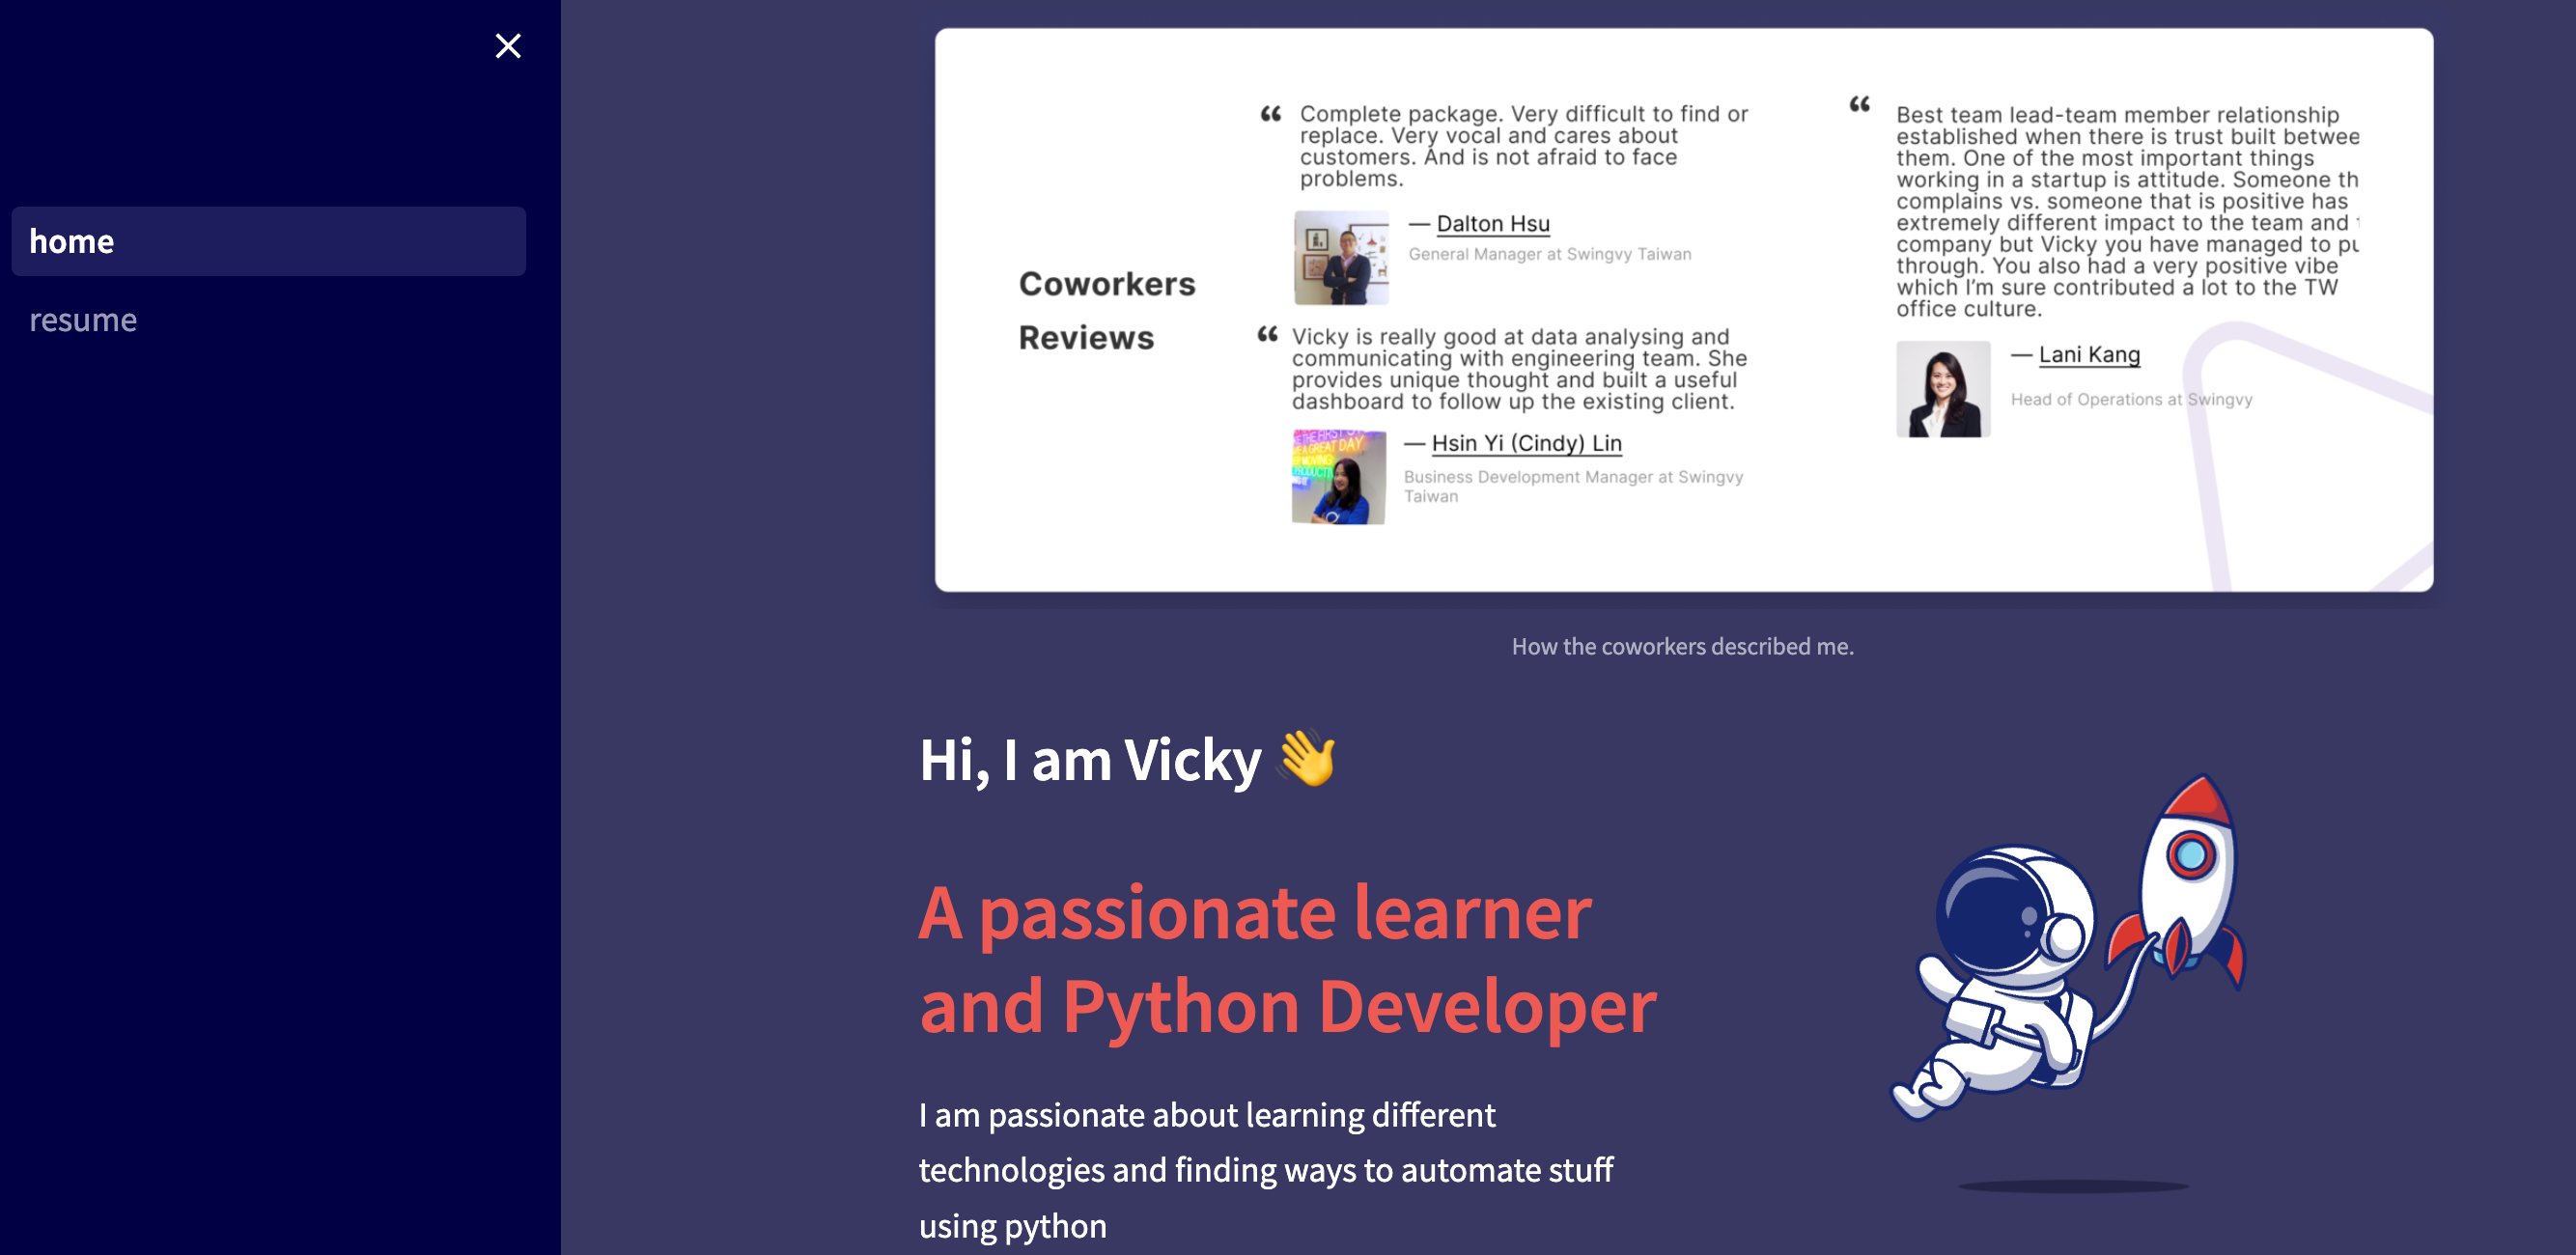 home
resume
Coworkers
Reviews
“ Complete package. Very difficult to find or
replace. Very vocal and cares about
customers. And is not afraid to face
problems.
— Dalton Hsu
General Manager at Swingvy Taiwan
“ Vicky is really good at data analysing and
communicating with engineering team. She
provides unique thought and built a useful
dashboard to follow up the existing client.
— Hsin Yi (Cindy) Lin
Business Development Manager at Swingvy
Taiwan
“ Best team lead-team member relationship
established when there is trust built betwee
them. One of the most important things
working in a startup is attitude. Someone th
complains vs. someone that is positive has
extremely different impact to the team and
company but Vicky you have managed to pu
through. You also had a very positive vibe
which I’m sure contributed a lot to the TW
office culture.
— Lani Kang
Head of Operations at Swingvy
How the coworkers described me.
Hi, I am Vicky 👋
A passionate learner
and Python Developer
I am passionate about learning different
technologies and finding ways to automate stuff
using python